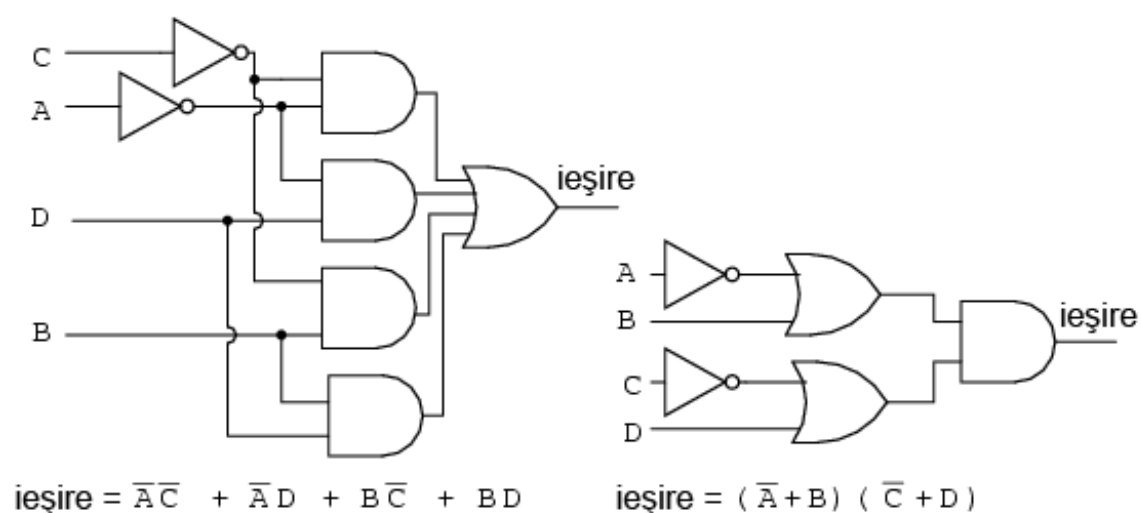 C
A
D
B
ieşire
ieşire = A̅C̅ + A̅D + BC̅ + BD
A
B
C
D
ieşire
ieşire = (A̅+B) (C̅+D)